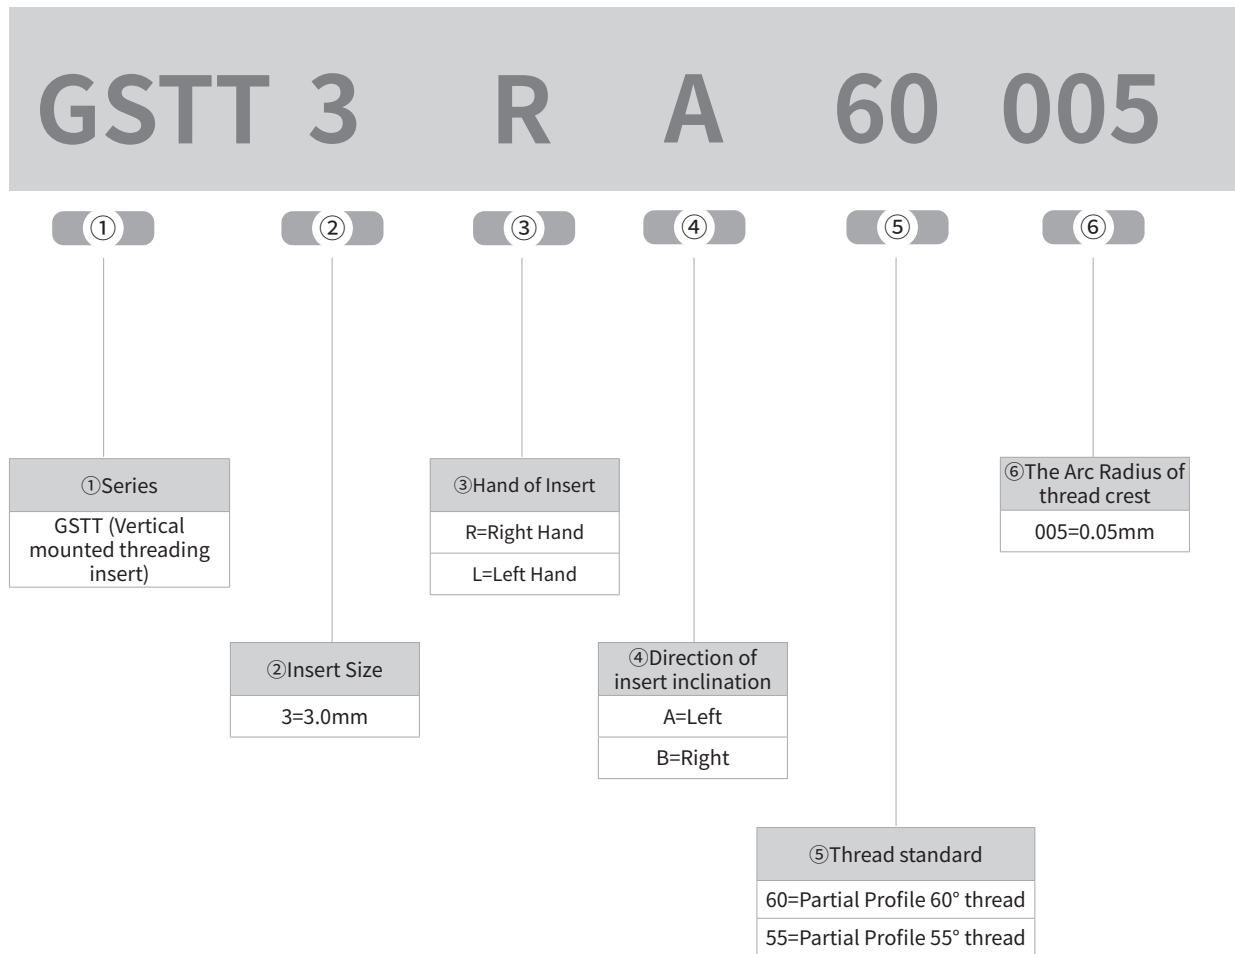 GSTT 3 R A 60 005
① ② ③ ④ ⑤ ⑥
①Series
GSTT (Vertical
mounted threading
insert)
②Insert Size
3=3.0mm
③Hand of Insert
R=Right Hand
L=Left Hand
④Direction of
insert inclination
A=Left
B=Right
⑤Thread standard
60=Partial Profile 60° thread
55=Partial Profile 55° thread
⑥The Arc Radius of
thread crest
005=0.05mm